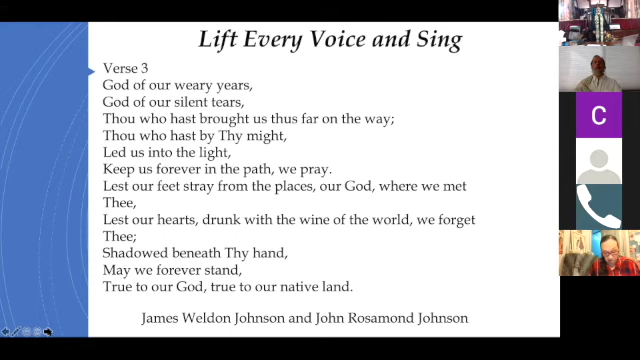 Lift Every Voice and Sing
Verse 3
God of our weary years,
God of our silent tears,
Thou who hast brought us thus far on the way;
Thou who hast by Thy might,
Led us into the light,
Keep us forever in the path, we pray.
Lest our feet stray from the places, our God, where we met
Thee,
Lest our hearts, drunk with the wine of the world, we forget
Thee;
Shadowed beneath Thy hand,
May we forever stand,
True to our God, true to our native land.
James Weldon Johnson and John Rosamond Johnson
C